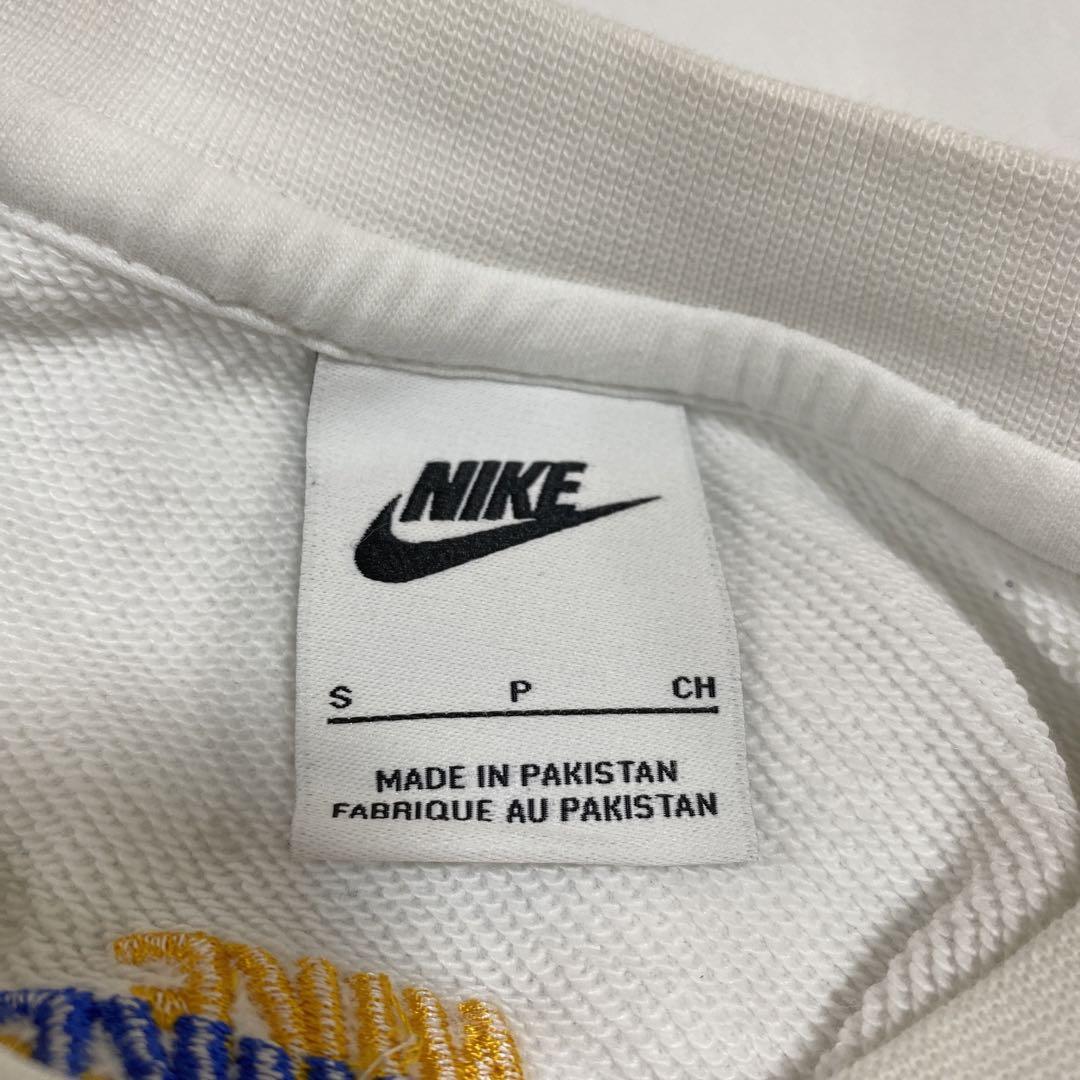 NIKE
S P CH
MADE IN PAKISTAN
FABRIQUE AU PAKISTAN